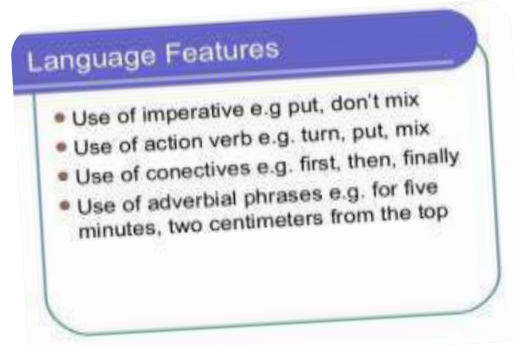 Language Features
Use of imperative e.g put, don't mix
Use of action verb e.g. turn, put, mix
Use of conectives e.g. first, then, finally
Use of adverbial phrases e.g. for five
minutes, two centimeters from the top